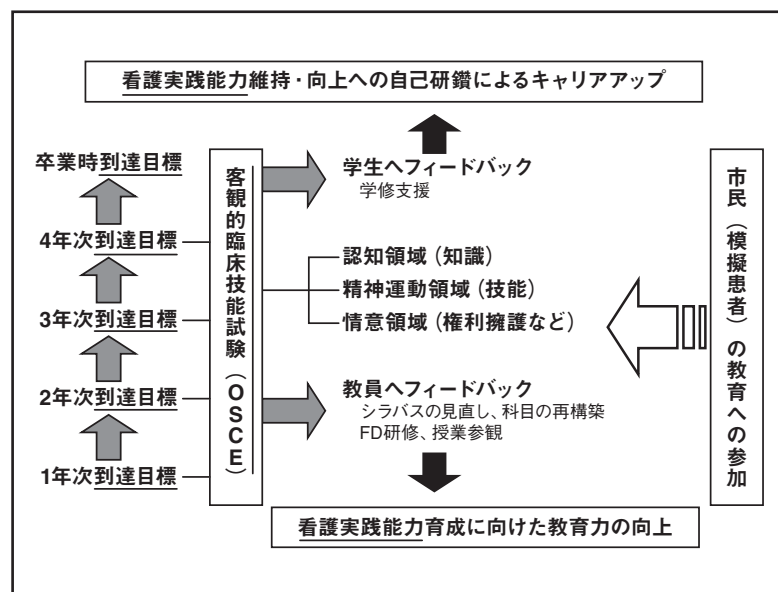 看護実践能力維持・向上への自己研鑽によるキャリアアップ
卒業時到達目標
4年次到達目標
3年次到達目標
2年次到達目標
1年次到達目標
客観的臨床技能試験（OSCE）
学生へフィードバック
学修支援
認知領域（知識）
精神運動領域（技能）
情意領域（権利擁護など）
教員へフィードバック
シラバスの見直し、科目の再構築
FD研修、授業参観
市民（模擬患者）の教育への参加
看護実践能力育成に向けた教育力の向上